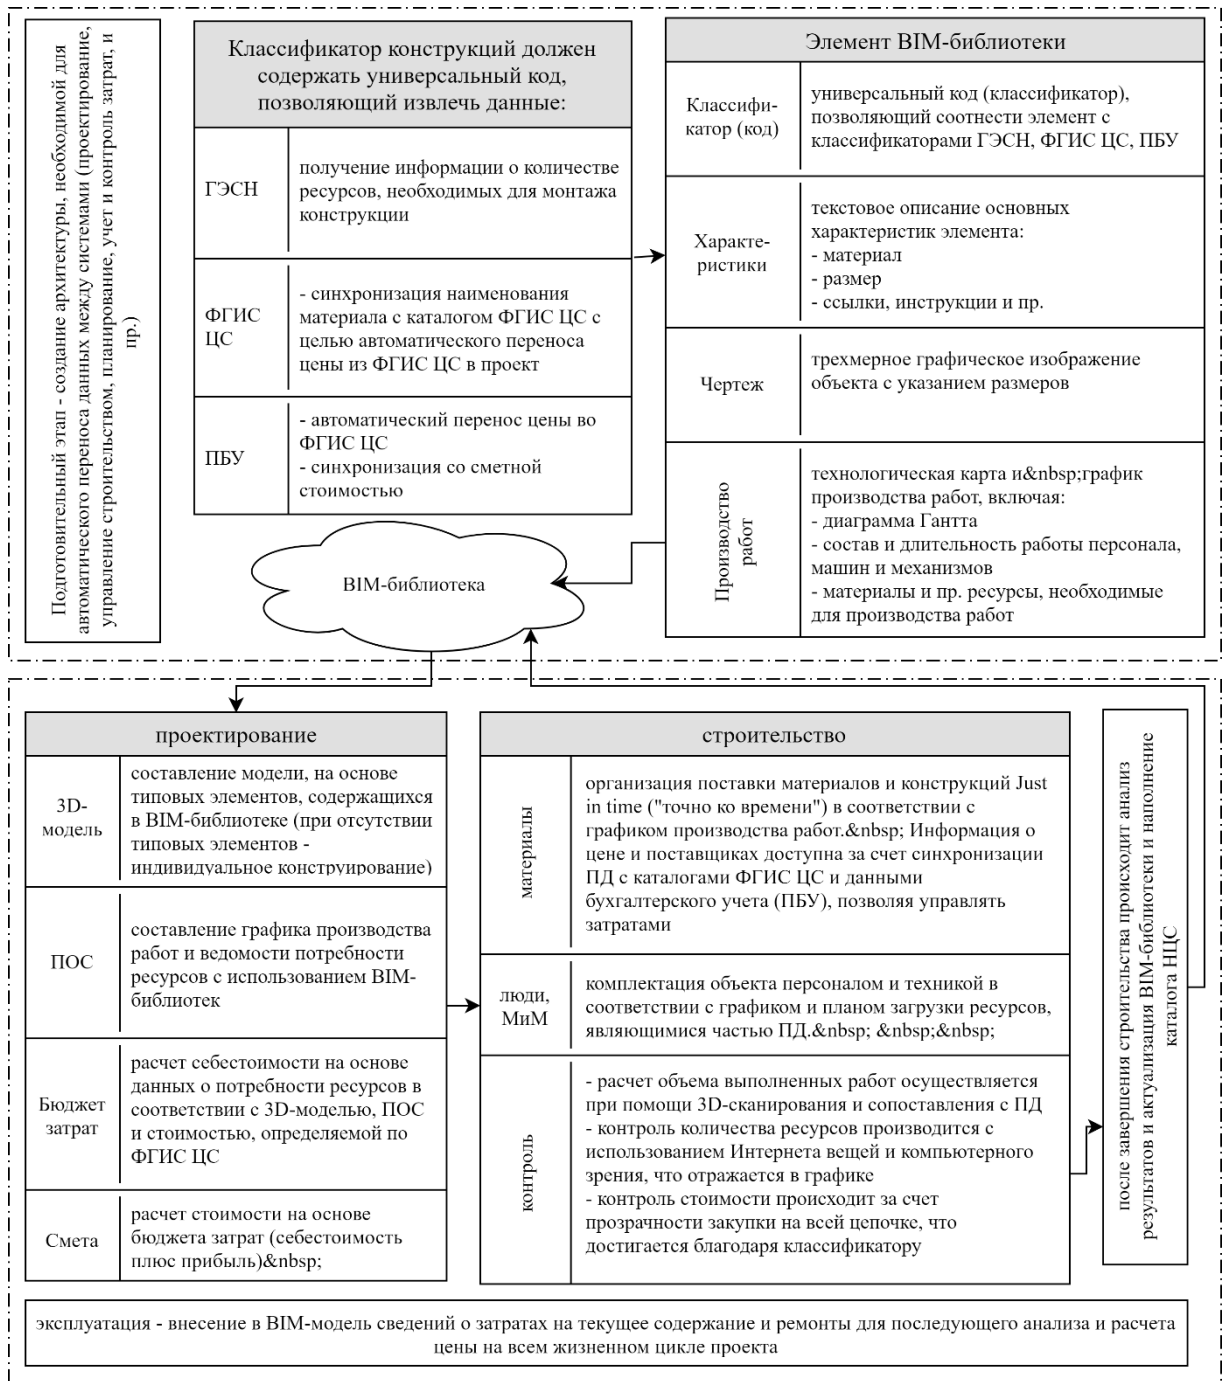 Подготовительный этап - создание архитектуры, необходимой для
автоматического переноса данных между системами (проектирование,
управление строительством, планирование, учет и контроль затрат, и
пр.)
Классификатор конструкций должен
содержать универсальный код,
позволяющий извлечь данные:
ГЭСН
получение информации о количестве
ресурсов, необходимых для монтажа
конструкции
ФГИС
ЦС
- синхронизация наименования
материала с каталогом ФГИС ЦС с
целью автоматического переноса
цены из ФГИС ЦС в проект
ПБУ
- автоматический перенос цены во
ФГИС ЦС
- синхронизация со сметной
стоимостью
Элемент BIM-библиотеки
Классифи-
катор (код)
универсальный код (классификатор),
позволяющий соотнести элемент с
классификаторами ГЭСН, ФГИС ЦС, ПБУ
Характе-
ристики
текстовое описание основных
характеристик элемента:
- материал
- размер
- ссылки, инструкции и пр.
Чертеж
трехмерное графическое изображение
объекта с указанием размеров
Производство
работ
технологическая карта и&nbsp;график
производства работ, включая:
- диаграмма Гантта
- состав и длительность работы персонала,
машин и механизмов
- материалы и пр. ресурсы, необходимые
для производства работ
BIM-библиотека
проектирование
3D-
модель
составление модели, на основе
типовых элементов, содержащихся
в BIM-библиотеке (при отсутствии
типовых элементов -
индивидуальное конструирование)
ПОС
составление графика производства
работ и ведомости потребности
ресурсов с использованием BIM-
библиотек
Бюджет
затрат
расчет себестоимости на основе
данных о потребности ресурсов в
соответствии с 3D-моделью, ПОС
и стоимостью, определяемой по
ФГИС ЦС
Смета
расчет стоимости на основе
бюджета затрат (себестоимость
плюс прибыль)&nbsp;
строительство
материалы
организация поставки материалов и конструкций Just
in time ("точно ко времени") в соответствии с
графиком производства работ.&nbsp; Информация о
цене и поставщиках доступна за счет синхронизации
ПД с каталогами ФГИС ЦС и данными
бухгалтерского учета (ПБУ), позволяя управлять
затратами
люди,
МиМ
комплектация объекта персоналом и техникой в
соответствии с графиком и планом загрузки ресурсов,
являющимися частью ПД.&nbsp; &nbsp;&nbsp;
контроль
- расчет объема выполненных работ осуществляется
при помощи 3D-сканирования и сопоставления с ПД
- контроль количества ресурсов производится с
использованием Интернета вещей и компьютерного
зрения, что отражается в графике
- контроль стоимости происходит за счет
прозрачности закупки на всей цепочке, что
достигается благодаря классификатору
после завершения строительства происходит анализ
результатов и актуализация BIM-библиотеки и наполнение
каталога НЦС
эксплуатация - внесение в BIM-модель сведений о затратах на текущее содержание и ремонты для последующего анализа и расчета
цены на всем жизненном цикле проекта